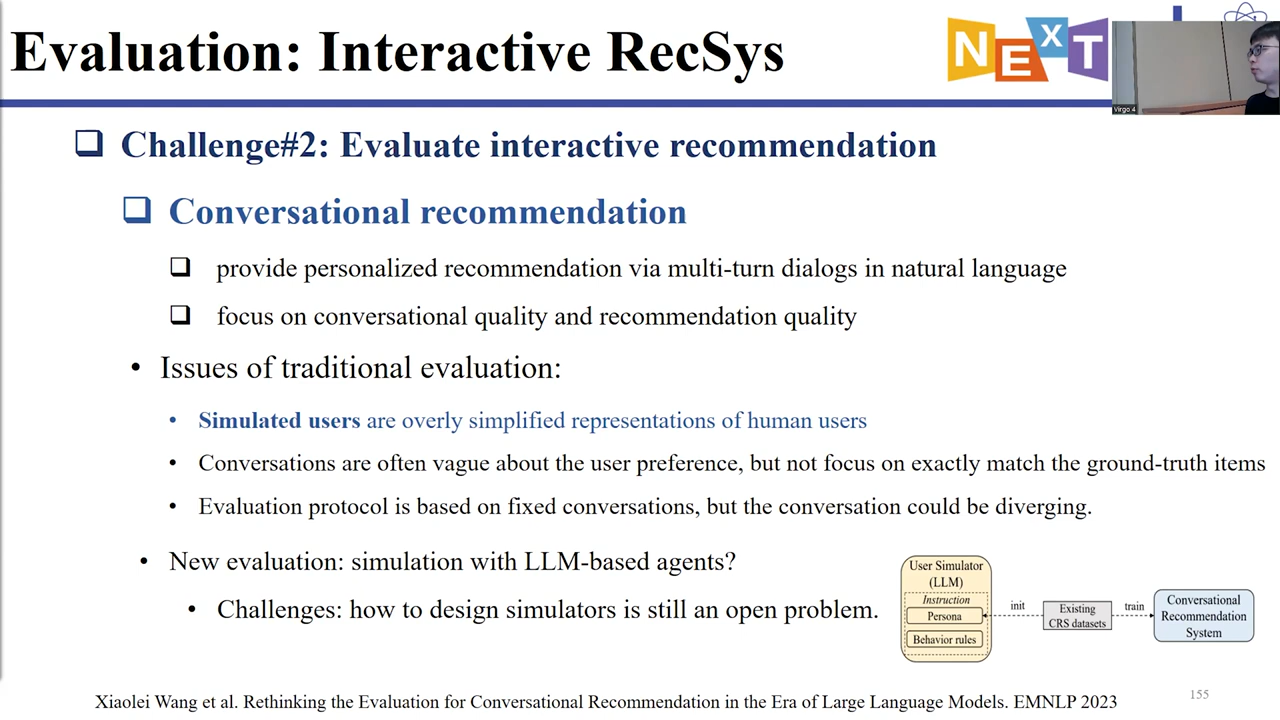 Evaluation: Interactive RecSys
NExT
Virgo 4
Challenge#2: Evaluate interactive recommendation
Conversational recommendation
provide personalized recommendation via multi-turn dialogs in natural language
focus on conversational quality and recommendation quality
• Issues of traditional evaluation:
• Simulated users are overly simplified representations of human users
• Conversations are often vague about the user preference, but not focus on exactly match the ground-truth items
• Evaluation protocol is based on fixed conversations, but the conversation could be diverging.
• New evaluation: simulation with LLM-based agents?
• Challenges: how to design simulators is still an open problem.
User Simulator
(LLM)
Instruction
Persona
Behavior rules
init
Existing
CRS datasets
train
Conversational
Recommendation
System
Xiaolei Wang et al. Rethinking the Evaluation for Conversational Recommendation in the Era of Large Language Models. EMNLP 2023
155